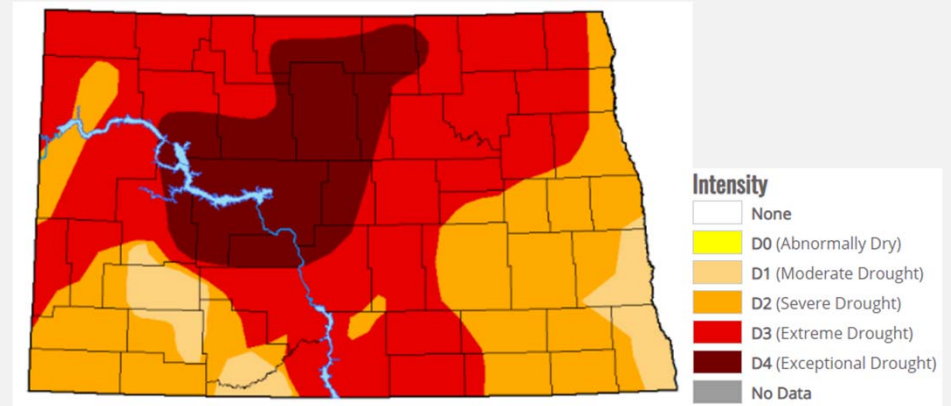 Intensity
None
D0 (Abnormally Dry)
D1 (Moderate Drought)
D2 (Severe Drought)
D3 (Extreme Drought)
D4 (Exceptional Drought)
No Data